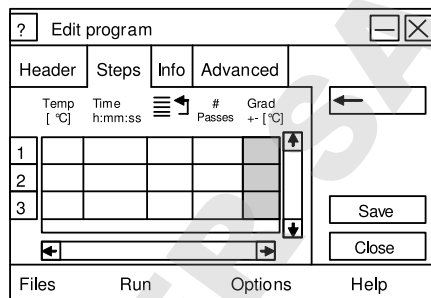 ? Edit program
Header Steps Info Advanced
Temp Time # Grad
[ °C] h:mm:ss Passes +- [°C]
1
2
3
Save
Close
Files Run Options Help